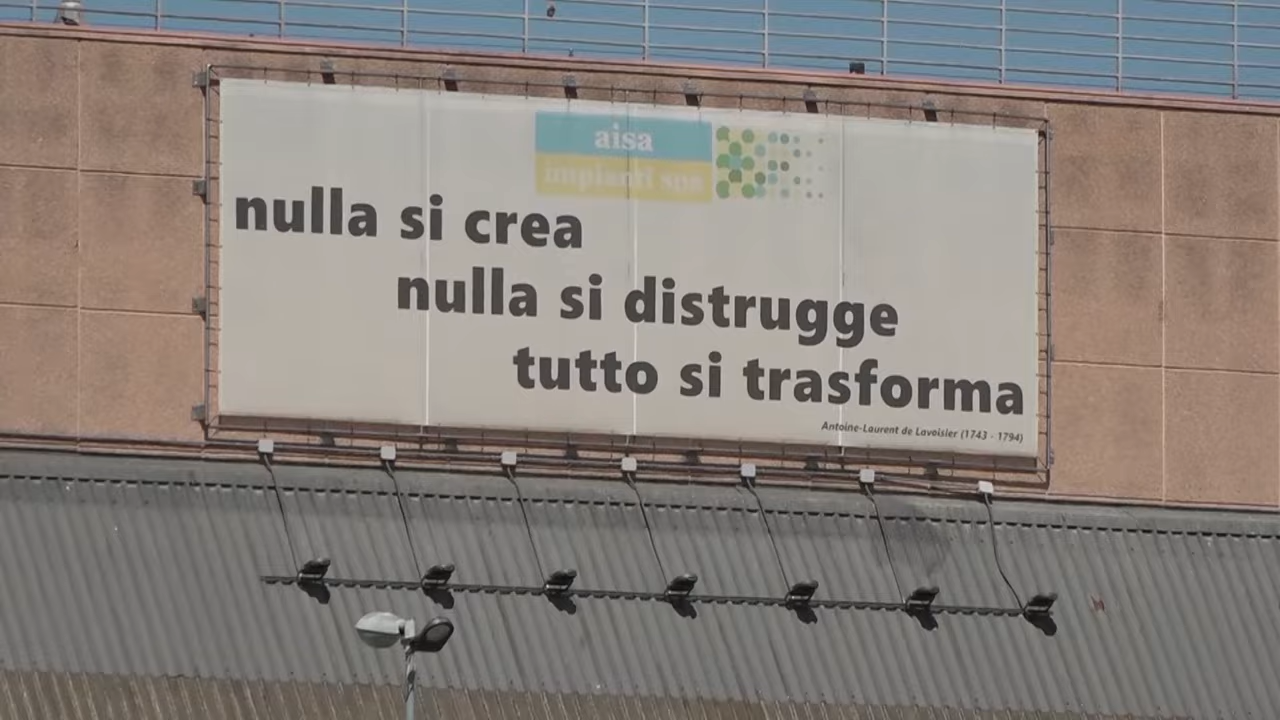 aisa
impianti spa
nulla si crea
nulla si distrugge
tutto si trasforma
Antoine-Laurent de Lavoisier (1743 - 1794)